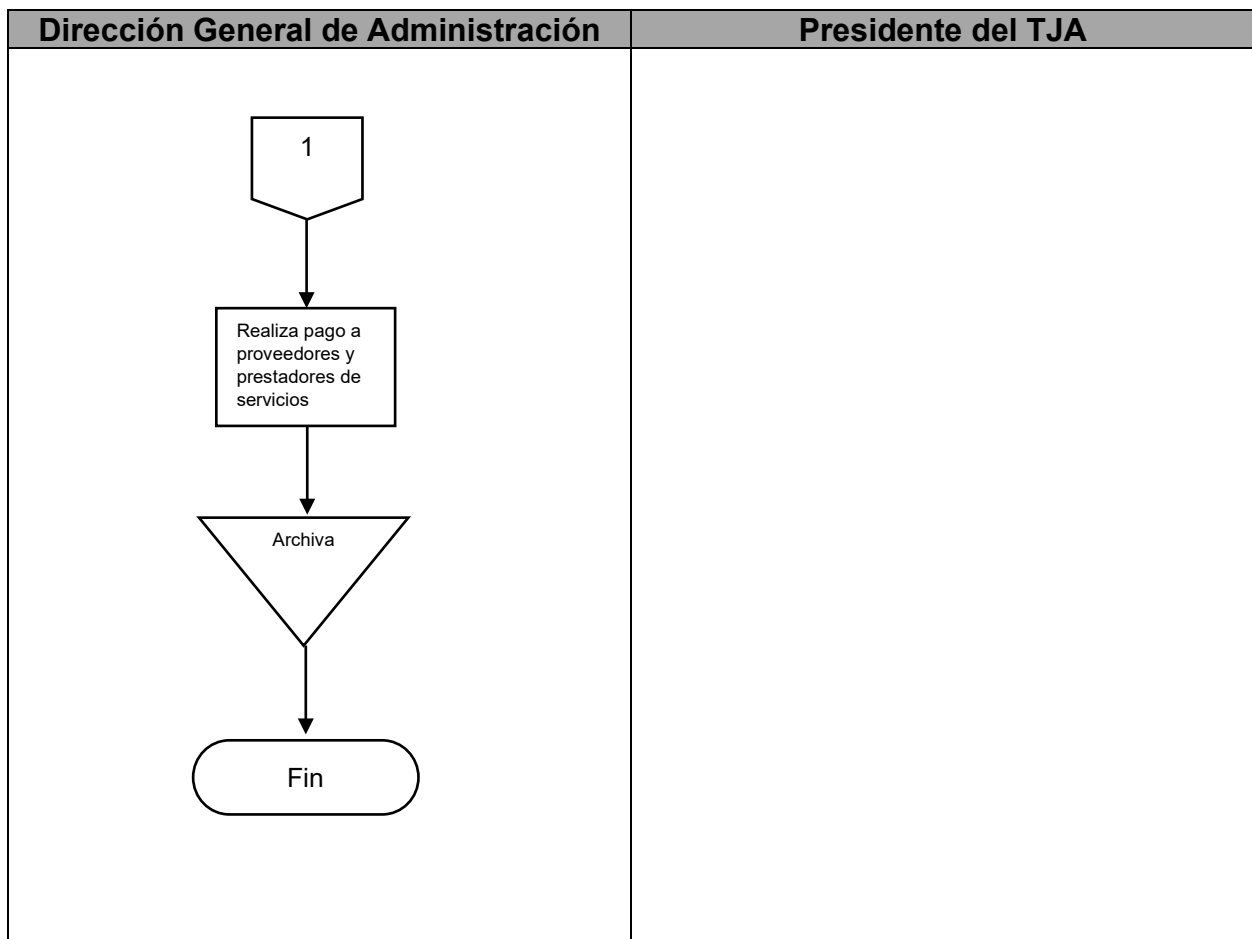 Dirección General de Administración
Presidente del TJA
1
Realiza pago a
proveedores y
prestadores de
servicios
Archiva
Fin